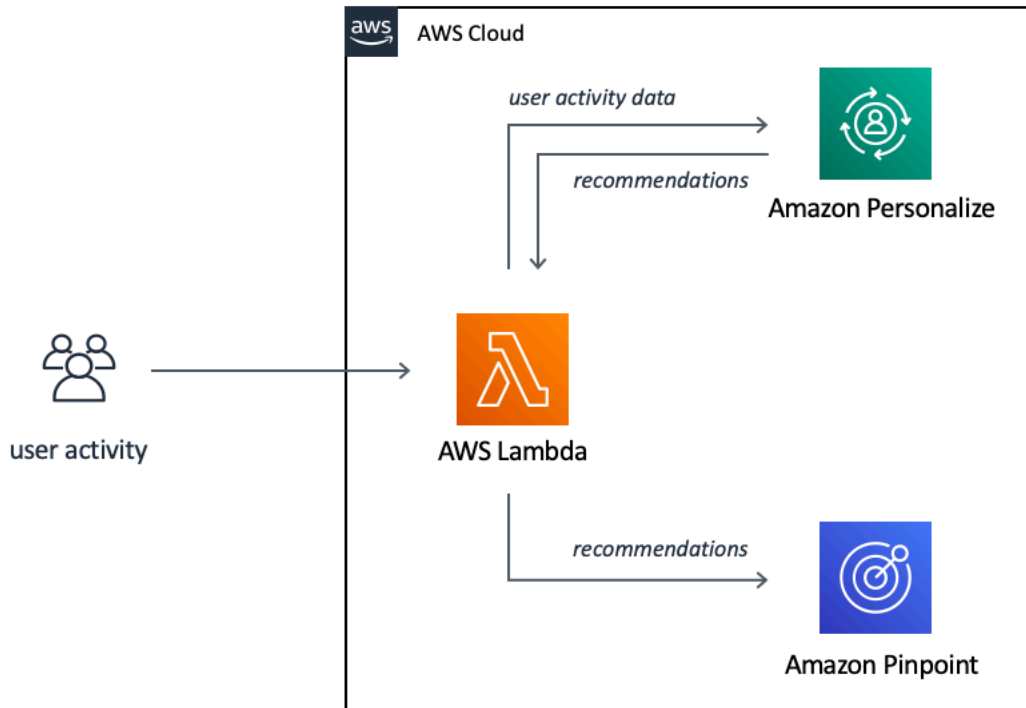 aws
AWS Cloud
user activity data
recommendations
Amazon Personalize
user activity
AWS Lambda
recommendations
Amazon Pinpoint